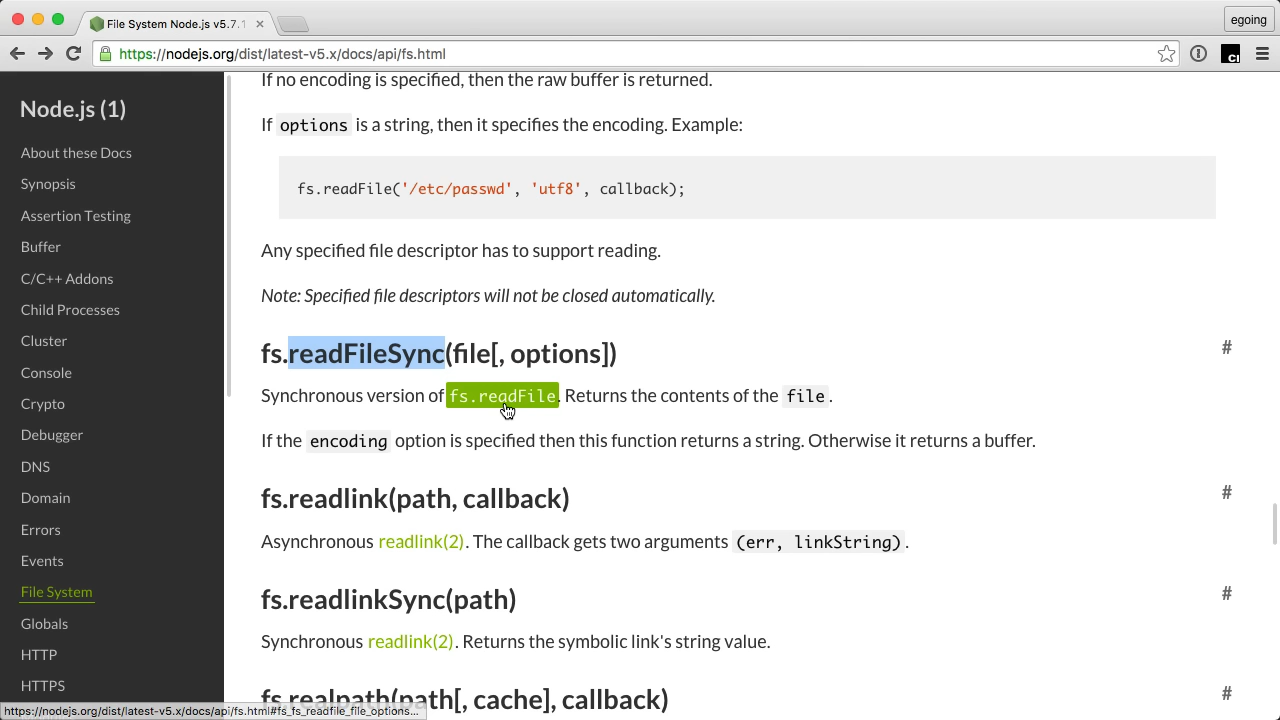 File System Node.js v5.7.1
egoing
https://nodejs.org/dist/latest-v5.x/docs/api/fs.html
Node.js (1)
About these Docs
Synopsis
Assertion Testing
Buffer
C/C++ Addons
Child Processes
Cluster
Console
Crypto
Debugger
DNS
Domain
Errors
Events
File System
Globals
HTTP
HTTPS
If no encoding is specified, then the raw buffer is returned.
If options is a string, then it specifies the encoding. Example:
fs.readFile('/etc/passwd', 'utf8', callback);
Any specified file descriptor has to support reading.
Note: Specified file descriptors will not be closed automatically.
fs.readFileSync(file[, options]) #
Synchronous version of fs.readFile. Returns the contents of the file.
If the encoding option is specified then this function returns a string. Otherwise it returns a buffer.
fs.readlink(path, callback) #
Asynchronous readlink(2). The callback gets two arguments (err, linkString).
fs.readlinkSync(path) #
Synchronous readlink(2). Returns the symbolic link's string value.
fs.realpath(path[, cache], callback) #
https://nodejs.org/dist/latest-v5.x/docs/api/fs.html#fs_fs_readfile_file_options...